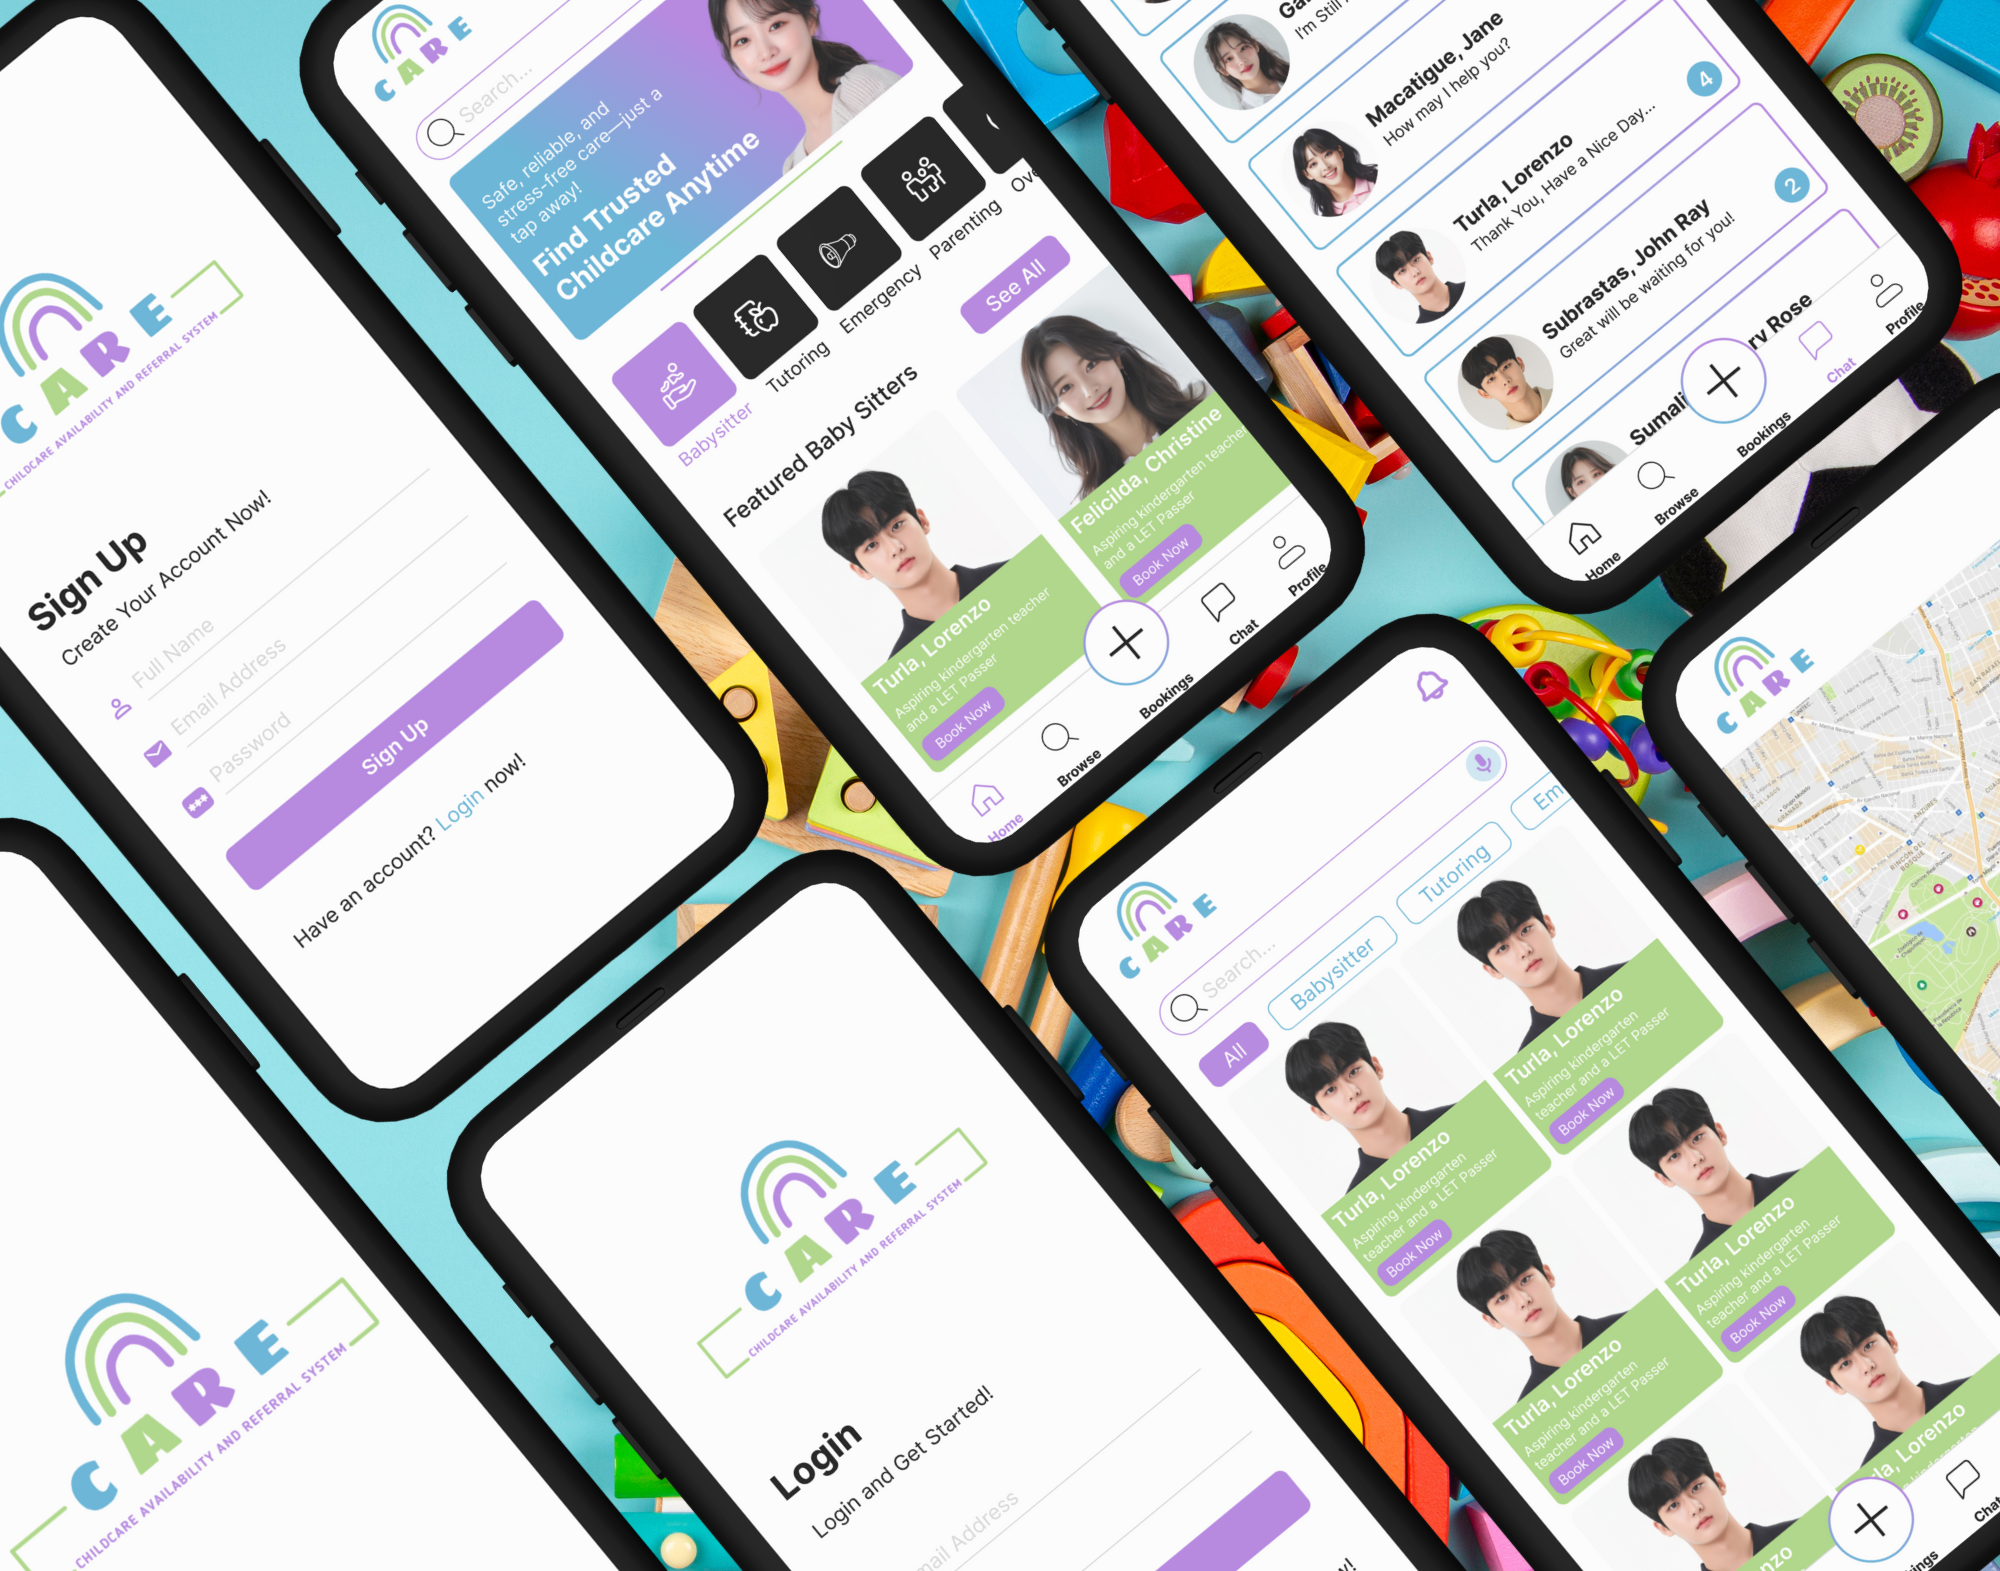 CARE
CHILDCARE AVAILABILITY AND REFERRAL SYSTEM
Sign Up
Create Your Account Now!
Full Name
Email Address
Password
Sign Up
Have an account? Login now!
CARE
Search...
Safe, reliable, and
stress-free care—just a
tap away!
Find Trusted
Childcare Anytime
Babysitter
Tutoring
Emergency
Parenting
Featured Baby Sitters
See All
Turla, Lorenzo
Aspiring kindergarten teacher
and a LET Passer
Book Now
Felicilda, Christine
Aspiring kindergarten teacher
and a LET Passer
Book Now
Home
Browse
Bookings
Chat
Profile
I'm Still
Macatigue, Jane
How may I help you?
Turla, Lorenzo
Thank You, Have a Nice Day...
4
Subrastas, John Ray
Great will be waiting for you!
2
Rose
Home
Browse
Bookings
Chat
Profile
CARE
CHILDCARE AVAILABILITY AND REFERRAL SYSTEM
CARE
CHILDCARE AVAILABILITY AND REFERRAL SYSTEM
Login
Login and Get Started!
Address
CARE
Search...
All
Babysitter
Tutoring
Em
Turla, Lorenzo
Aspiring kindergarten
teacher and a LET Passer
Book Now
Turla, Lorenzo
Aspiring kindergarten
teacher and a LET Passer
Book Now
Turla, Lorenzo
Aspiring kindergarten
teacher and a LET Passer
Book Now
Turla, Lorenzo
Aspiring kindergarten
teacher and a LET Passer
Book Now
Lorenzo
Chat
CARE